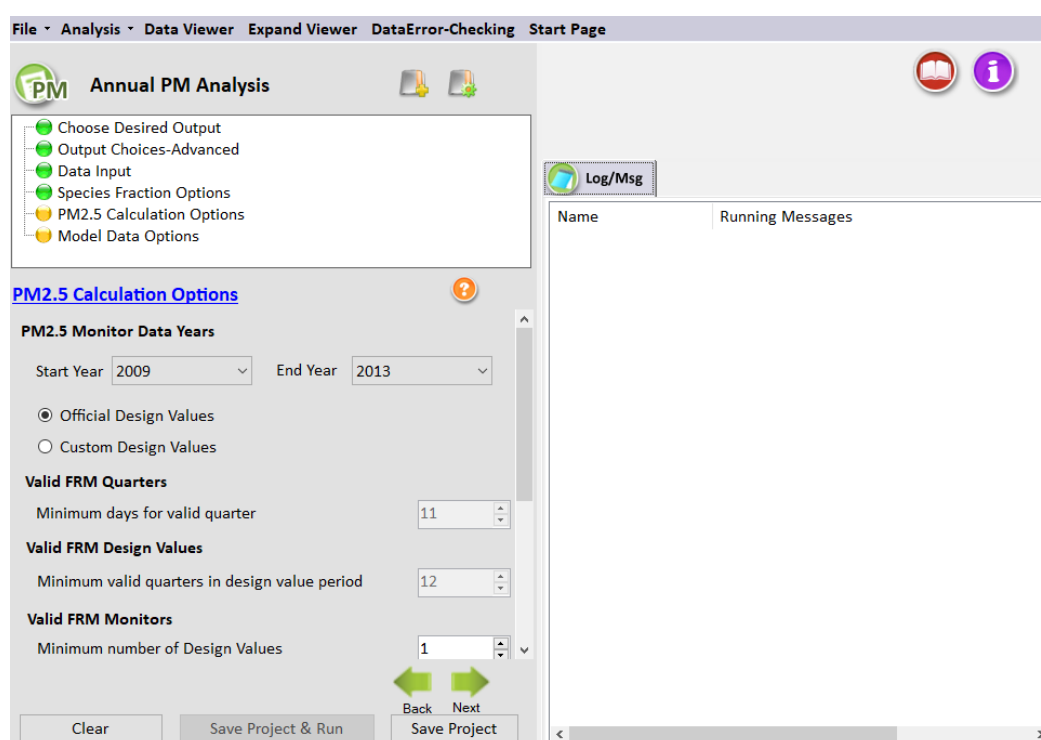 File Analysis Data Viewer Expand Viewer DataError-Checking Start Page
PM Annual PM Analysis
Choose Desired Output
Output Choices-Advanced
Data Input
Species Fraction Options
PM2.5 Calculation Options
Model Data Options
PM2.5 Calculation Options
?
PM2.5 Monitor Data Years
Start Year 2009 End Year 2013
Official Design Values
Custom Design Values
Valid FRM Quarters
Minimum days for valid quarter 11
Valid FRM Design Values
Minimum valid quarters in design value period 12
Valid FRM Monitors
Minimum number of Design Values 1
Back Next
Clear Save Project & Run Save Project
i
Log/Msg
Name Running Messages